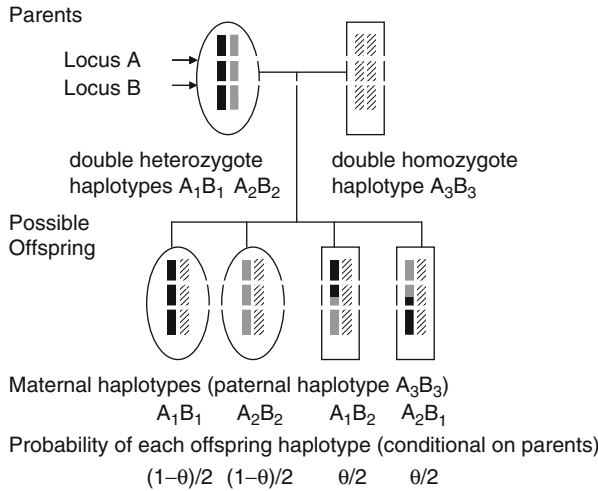 Parents
Locus A
Locus B
double heterozygote
haplotypes A₁B₁ A₂B₂
double homozygote
haplotype A₃B₃
Possible
Offspring
Maternal haplotypes (paternal haplotype A₃B₃)
A₁B₁ A₂B₂ A₁B₂ A₂B₁
Probability of each offspring haplotype (conditional on parents)
(1−θ)/2 (1−θ)/2 θ/2 θ/2